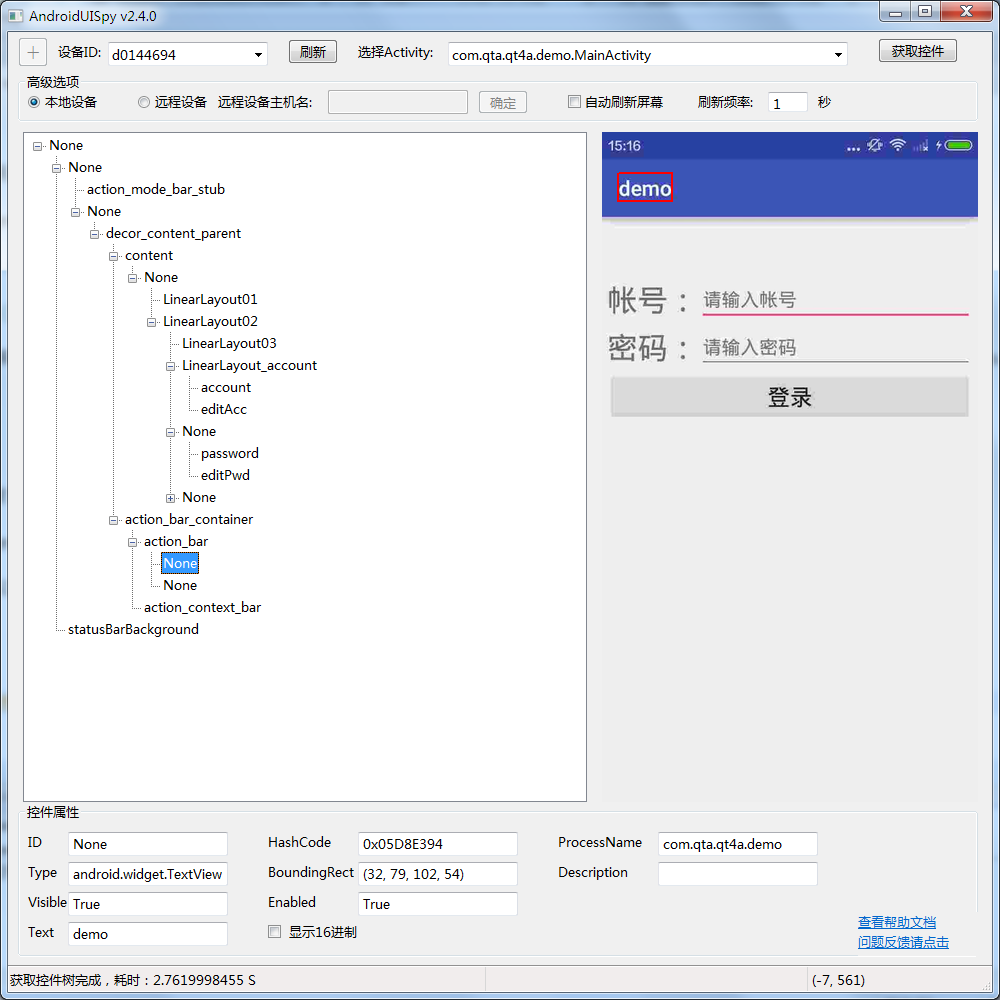 AndroidUISpy v2.4.0
设备ID: d0144694 刷新 选择Activity: com.qta.qt4a.demo.MainActivity 获取控件
高级选项
本地设备 远程设备 远程设备主机名: 确定 自动刷新屏幕 刷新频率: 1 秒
None
None
action_mode_bar_stub
None
decor_content_parent
content
None
LinearLayout01
LinearLayout02
LinearLayout03
LinearLayout_account
account
editAcc
None
password
editPwd
None
action_bar_container
action_bar
None
None
action_context_bar
statusBarBackground
15:16
demo
帐号： 请输入帐号
密码： 请输入密码
登录
控件属性
ID None HashCode 0x05D8E394 ProcessName com.qta.qt4a.demo
Type android.widget.TextView BoundingRect (32, 79, 102, 54) Description
Visible True Enabled True
Text demo 显示16进制
查看帮助文档
问题反馈请点击
获取控件树完成，耗时：2.7619998455 S (-7, 561)